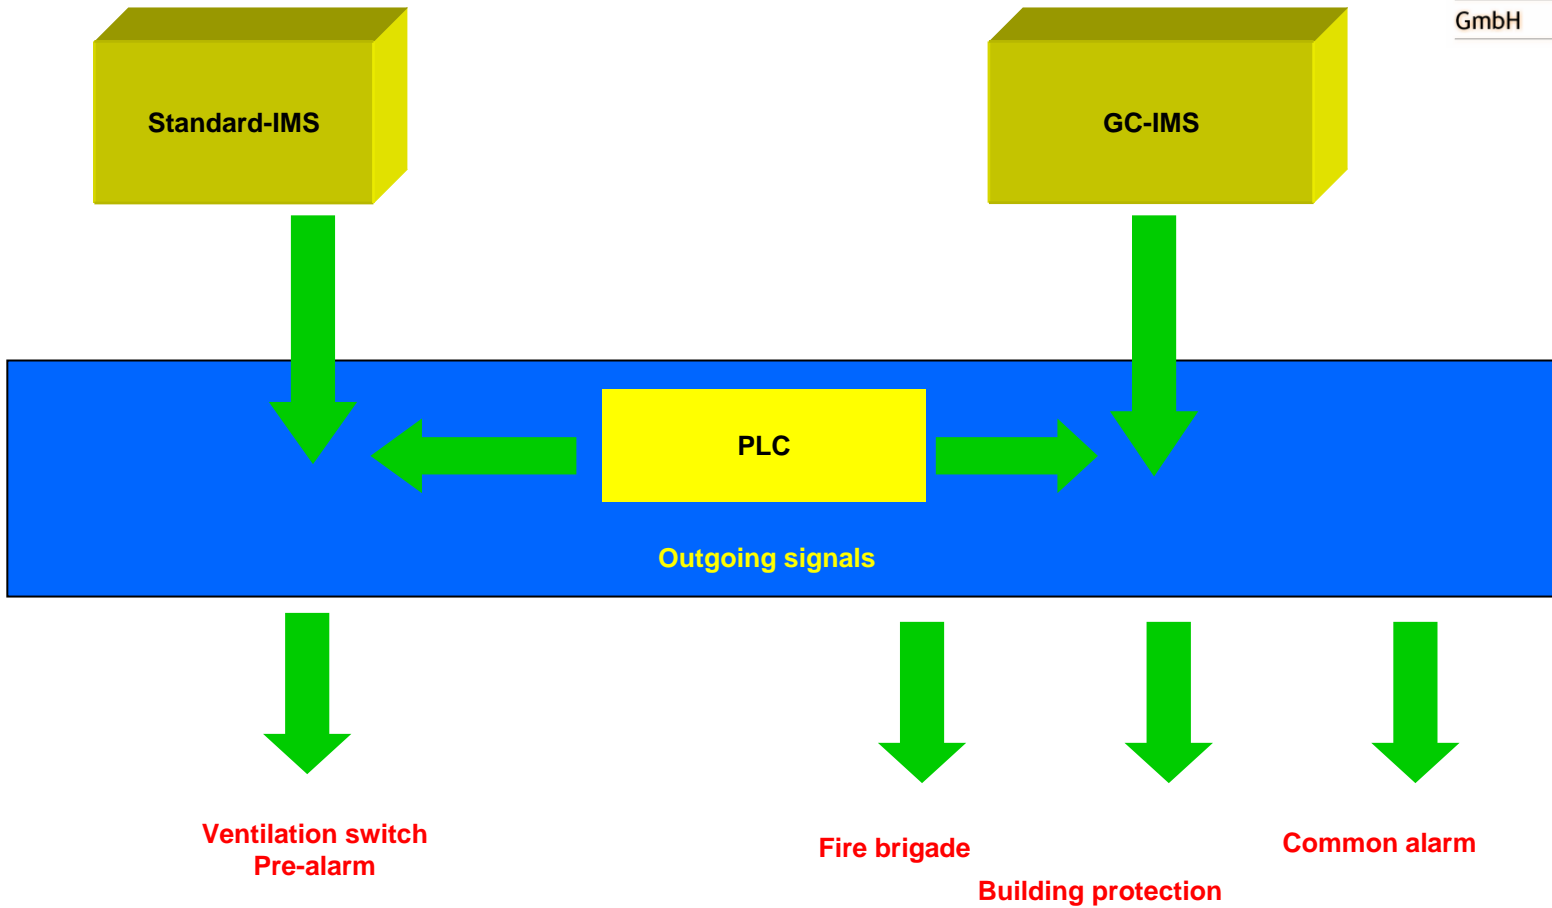 GmbH
Standard-IMS
GC-IMS
PLC
Outgoing signals
Ventilation switch
Pre-alarm
Fire brigade
Common alarm
Building protection